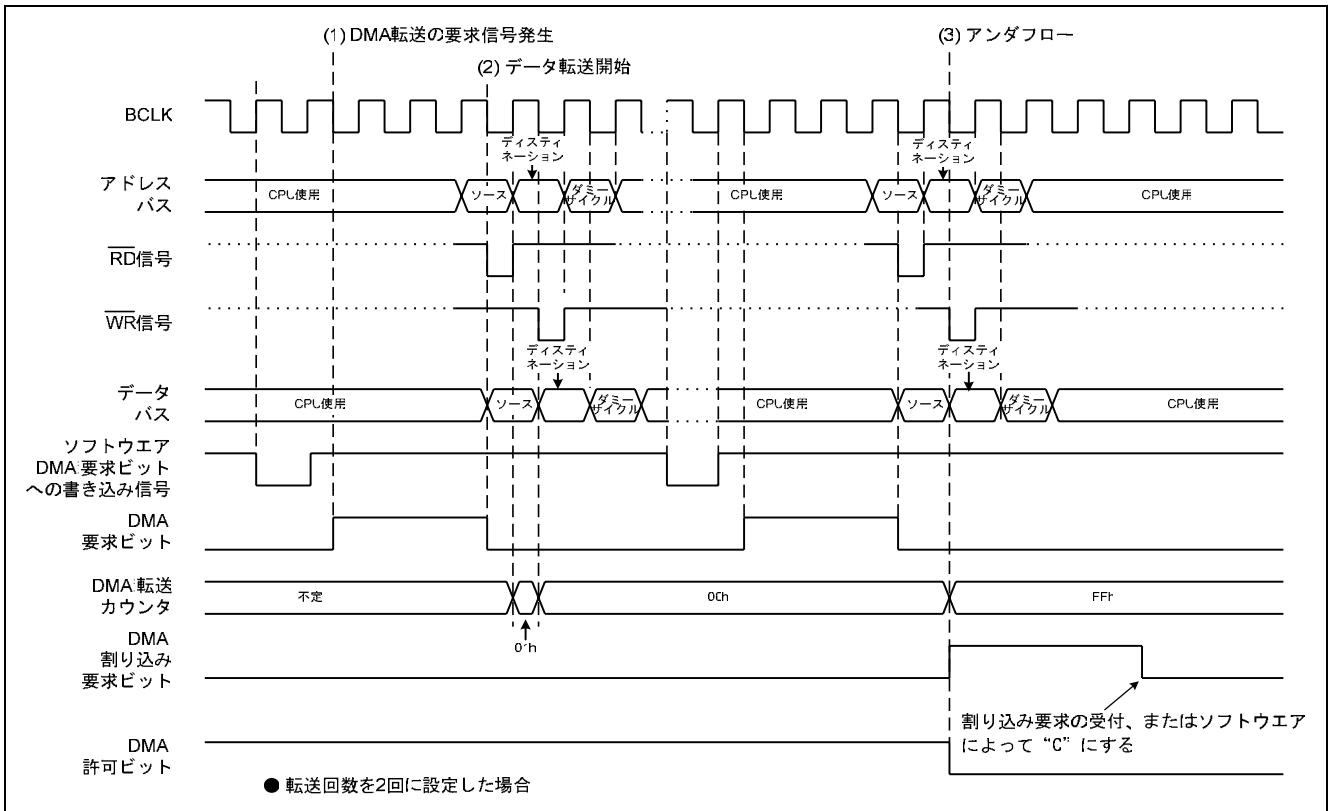 (1) DMA転送の要求信号発生
(3) アンダフロー
(2) データ転送開始
BCLK
ディスティ
ネーション
ディスティ
ネーション
アドレス
バス
CPU使用
ソース
ダミー
サイクル
CPU使用
ソース
ダミー
サイクル
CPU使用
RD信号
WR信号
ディスティ
ネーション
ディスティ
ネーション
データ
バス
CPU使用
ソース
ダミー
サイクル
CPU使用
ソース
ダミー
サイクル
CPU使用
ソフトウエア
DMA要求ビット
への書き込み信号
DMA
要求ビット
DMA転送
カウンタ
不定
00h
FFh
01h
DMA
割り込み
要求ビット
割り込み要求の受付、またはソフトウエア
によって“0”にする
DMA
許可ビット
● 転送回数を2回に設定した場合